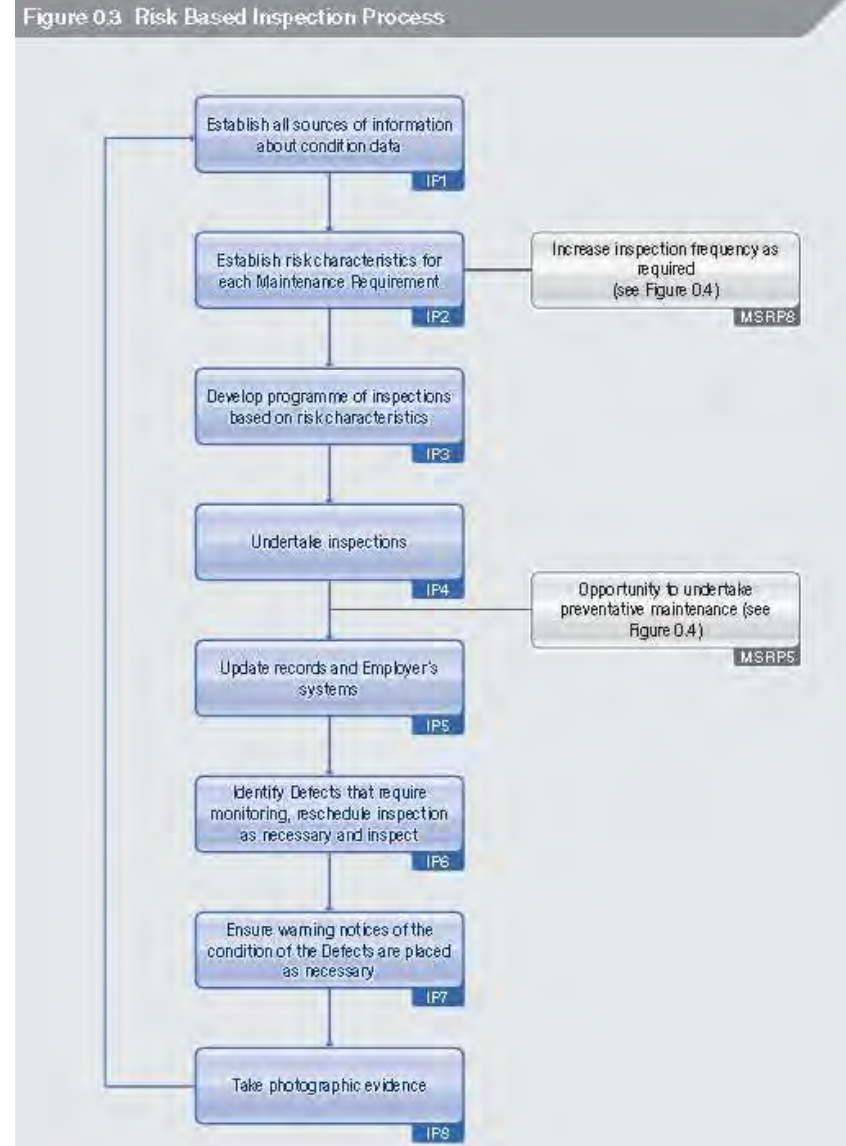 Figure 0.3 Risk Based Inspection Process
Establish all sources of information
about condition data
IP1
Establish risk characteristics for
each Maintenance Requirement
IP2
Increase inspection frequency as
required
(see Figure 0.4)
MSRP8
Develop programme of inspections
based on risk characteristics
IP3
Undertake inspections
IP4
Opportunity to undertake
preventative maintenance (see
Figure 0.4)
MSRP5
Update records and Employer's
systems
IP5
Identify Defects that require
monitoring, reschedule inspection
as necessary and inspect
IP6
Ensure warning notices of the
condition of the Defects are placed
as necessary
IP7
Take photographic evidence
IP8